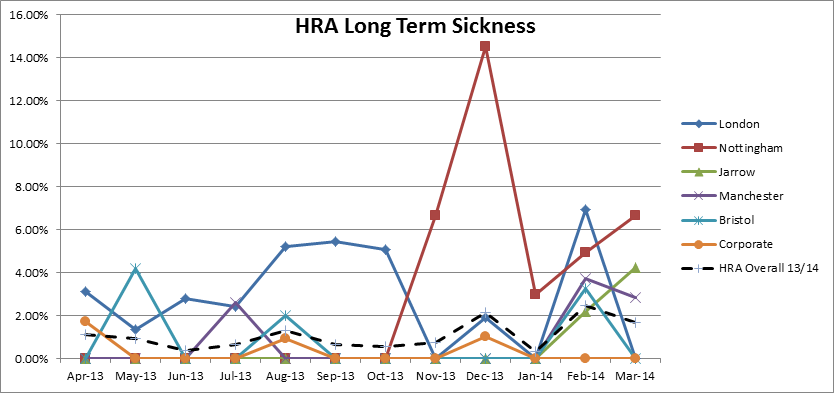 HRA Long Term Sickness
16.00%
14.00%
12.00%
10.00%
8.00%
6.00%
4.00%
2.00%
0.00%
Apr-13 May-13 Jun-13 Jul-13 Aug-13 Sep-13 Oct-13 Nov-13 Dec-13 Jan-14 Feb-14 Mar-14
London
Nottingham
Jarrow
Manchester
Bristol
Corporate
HRA Overall 13/14